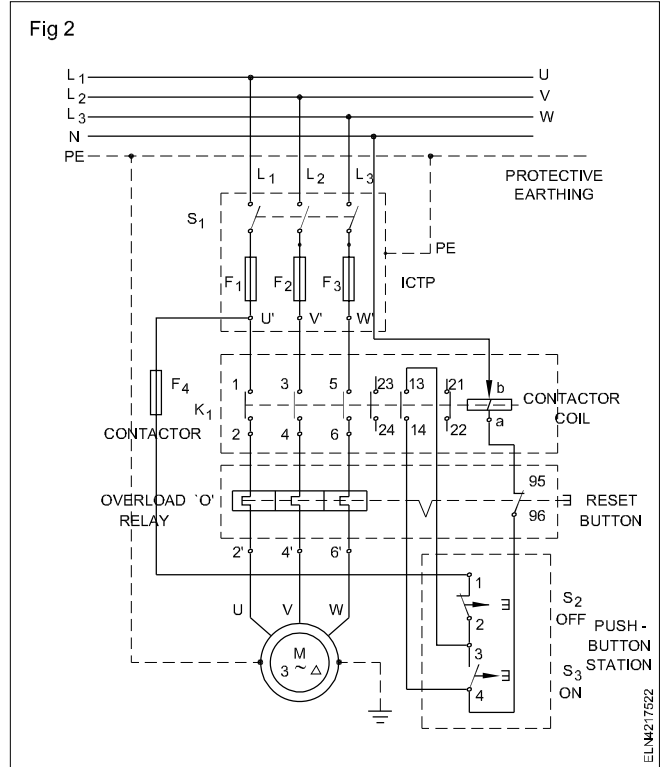 Fig 2
L1 U
L2 V
L3 W
N
PE
PROTECTIVE
EARTHING
L1 L2 L3
S1
PE
F1 F2 F3 ICTP
U' V' W'
F4
1 3 5 23 13 21 b
K1 CONTACTOR
COIL
CONTACTOR 2 4 6 24 14 22 a
95
OVERLOAD `O' RESET
RELAY 96 BUTTON
2' 4' 6'
1
U V W S2
OFF
2 PUSH -
BUTTON
STATION
3
M
3 ~ Δ S3
4 ON
ELN4217522